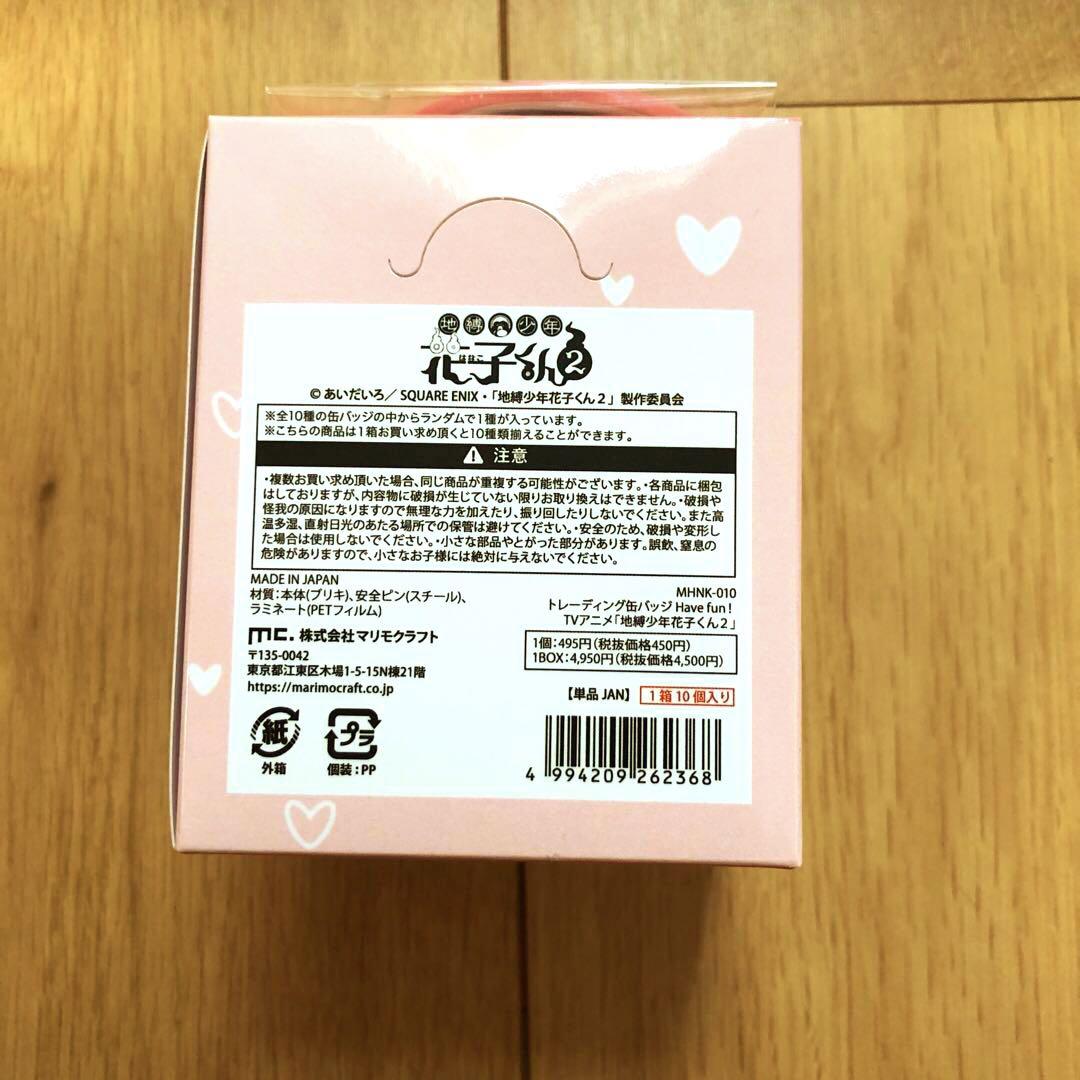 地縛少年
花子くん2
はなこ
© あいだいろ／SQUARE ENIX・「地縛少年花子くん２」製作委員会
※全10種の缶バッジの中からランダムで1種が入っています。
※こちらの商品は1箱お買い求め頂くと10種類揃えることができます。
注意
・複数お買い求め頂いた場合、同じ商品が重複する可能性がございます。・各商品に梱包
はしておりますが、内容物に破損が生じていない限りお取り換えはできません。・破損や
怪我の原因になりますので無理な力を加えたり、振り回したりしないでください。また高
温多湿、直射日光のあたる場所での保管は避けてください。・安全のため、破損や変形し
た場合は使用しないでください。・小さな部品やとがった部分があります。誤飲、窒息の
危険がありますので、小さなお子様には絶対に与えないでください。
MADE IN JAPAN
材質：本体(ブリキ)、安全ピン(スチール)、
ラミネート(PETフィルム)
mc. 株式会社マリモクラフト
〒135-0042
東京都江東区木場1-5-15N棟21階
https://marimocraft.co.jp
MHNK-010
トレーディング缶バッジ Have fun！
TVアニメ「地縛少年花子くん２」
1個：495円（税抜価格450円）
1BOX：4,950円（税抜価格4,500円）
【単品 JAN】 1 箱 10 個入り
紙
外箱
プラ
個装：PP
4 994209 262368